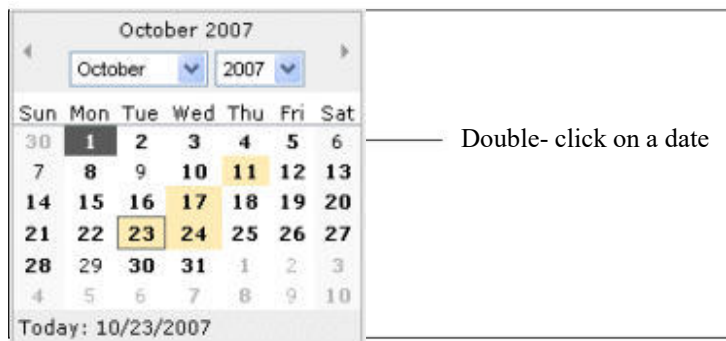 October 2007
October 2007
Sun Mon Tue Wed Thu Fri Sat
30 1 2 3 4 5 6
Double- click on a date
7 8 9 10 11 12 13
14 15 16 17 18 19 20
21 22 23 24 25 26 27
28 29 30 31 1 2 3
4 5 6 7 8 9 10
Today: 10/23/2007